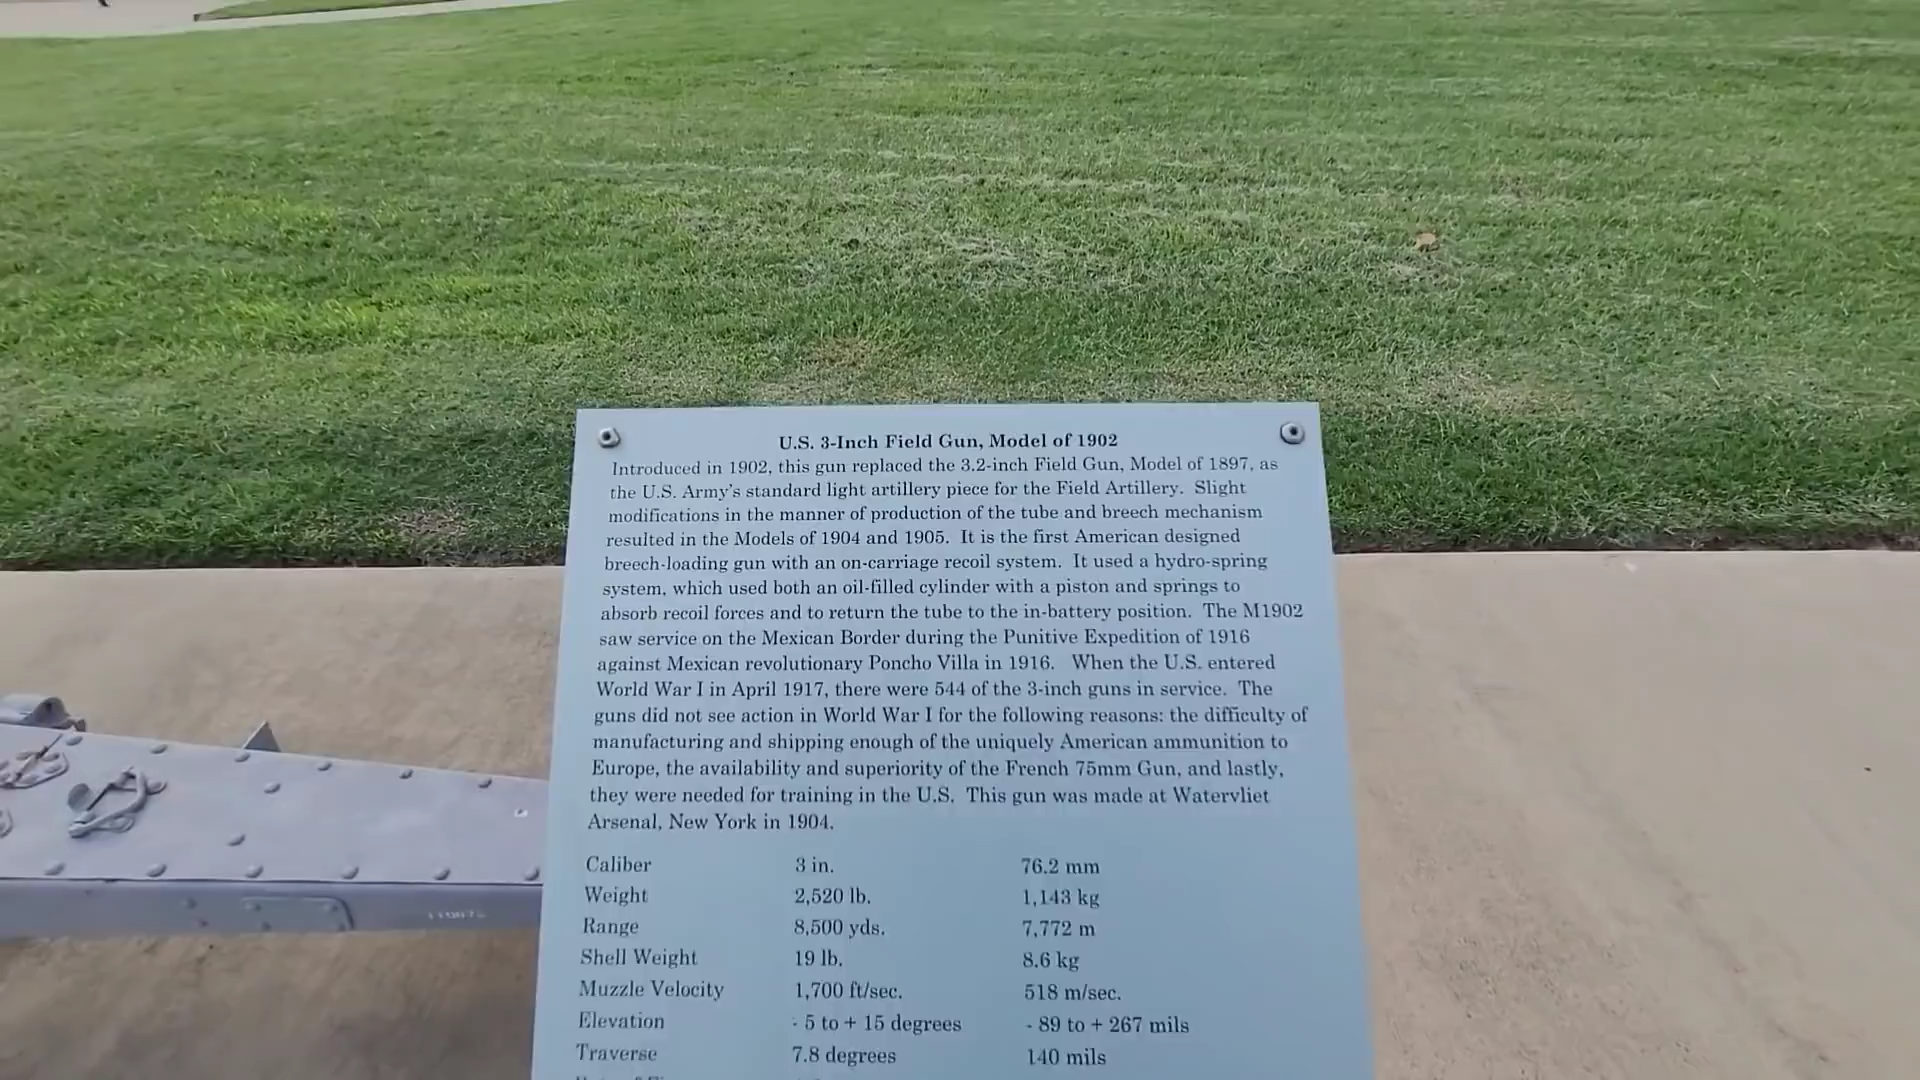 U.S. 3-Inch Field Gun, Model of 1902
Introduced in 1902, this gun replaced the 3.2-inch Field Gun, Model of 1897, as
the U.S. Army's standard light artillery piece for the Field Artillery. Slight
modifications in the manner of production of the tube and breech mechanism
resulted in the Models of 1904 and 1905. It is the first American designed
breech-loading gun with an on-carriage recoil system. It used a hydro-spring
system, which used both an oil-filled cylinder with a piston and springs to
absorb recoil forces and to return the tube to the in-battery position. The M1902
saw service on the Mexican Border during the Punitive Expedition of 1916
against Mexican revolutionary Poncho Villa in 1916. When the U.S. entered
World War I in April 1917, there were 544 of the 3-inch guns in service. The
guns did not see action in World War I for the following reasons: the difficulty of
manufacturing and shipping enough of the uniquely American ammunition to
Europe, the availability and superiority of the French 75mm Gun, and lastly,
they were needed for training in the U.S. This gun was made at Watervliet
Arsenal, New York in 1904.
Caliber 3 in. 76.2 mm
Weight 2,520 lb. 1,143 kg
Range 8,500 yds. 7,772 m
Shell Weight 19 lb. 8.6 kg
Muzzle Velocity 1,700 ft/sec. 518 m/sec.
Elevation - 5 to + 15 degrees - 89 to + 267 mils
Traverse 7.8 degrees 140 mils